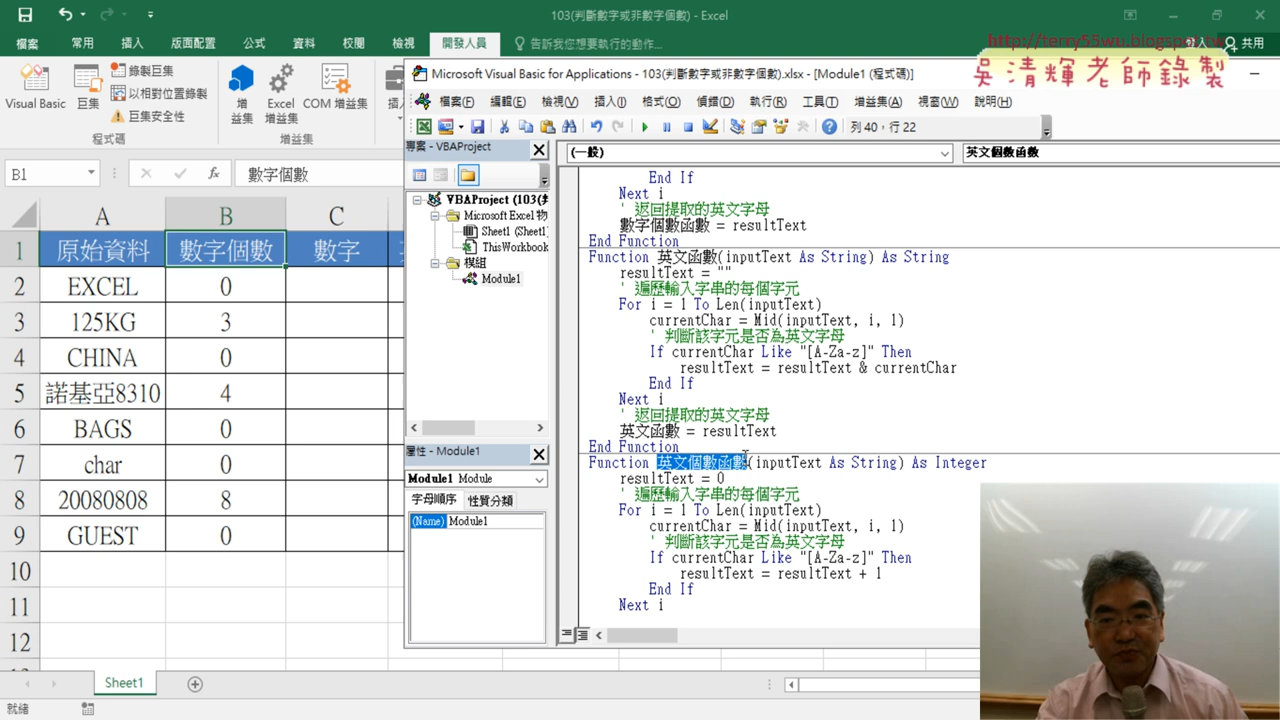 103(判斷數字或非數字個數) - Excel
檔案 常用 插入 版面配置 公式 資料 校閱 檢視 開發人員 告訴我您想要執行的動作... 登入 共用
http://terry55wu.blogspot.tw
吳清輝老師錄製
Visual Basic 巨集 錄製巨集 以相對位置錄製 巨集安全性
增益集 Excel 增益集 COM 增益集
程式碼 增益集
B1 fx 數字個數
A B C
1 原始資料 數字個數 數字
2 EXCEL 0
3 125KG 3
4 CHINA 0
5 諾基亞8310 4
6 BAGS 0
7 char 0
8 20080808 8
9 GUEST 0
10
11
12
Sheet1
就緒
Microsoft Visual Basic for Applications - 103(判斷數字或非數字個數).xlsx - [Module1 (程式碼)]
檔案(F) 編輯(E) 檢視(V) 插入(I) 格式(O) 偵錯(D) 執行(R) 工具(T) 增益集(A) 視窗(W) 說明(H)
列 40，行 22
專案 - VBAProject
VBAProject (103(判
Microsoft Excel 物
Sheet1 (Sheet1)
ThisWorkbook
模組
Module1
屬性 - Module1
Module1 Module
字母順序 性質分類
(Name) Module1
(一般) 英文個數函數
End If
Next i
' 返回提取的英文字母
數字個數函數 = resultText
End Function
Function 英文函數(inputText As String) As String
resultText = ""
' 遍歷輸入字串的每個字元
For i = 1 To Len(inputText)
currentChar = Mid(inputText, i, 1)
' 判斷該字元是否為英文字母
If currentChar Like "[A-Za-z]" Then
resultText = resultText & currentChar
End If
Next i
' 返回提取的英文字母
英文函數 = resultText
End Function
Function 英文個數函數(inputText As String) As Integer
resultText = 0
' 遍歷輸入字串的每個字元
For i = 1 To Len(inputText)
currentChar = Mid(inputText, i, 1)
' 判斷該字元是否為英文字母
If currentChar Like "[A-Za-z]" Then
resultText = resultText + 1
End If
Next i